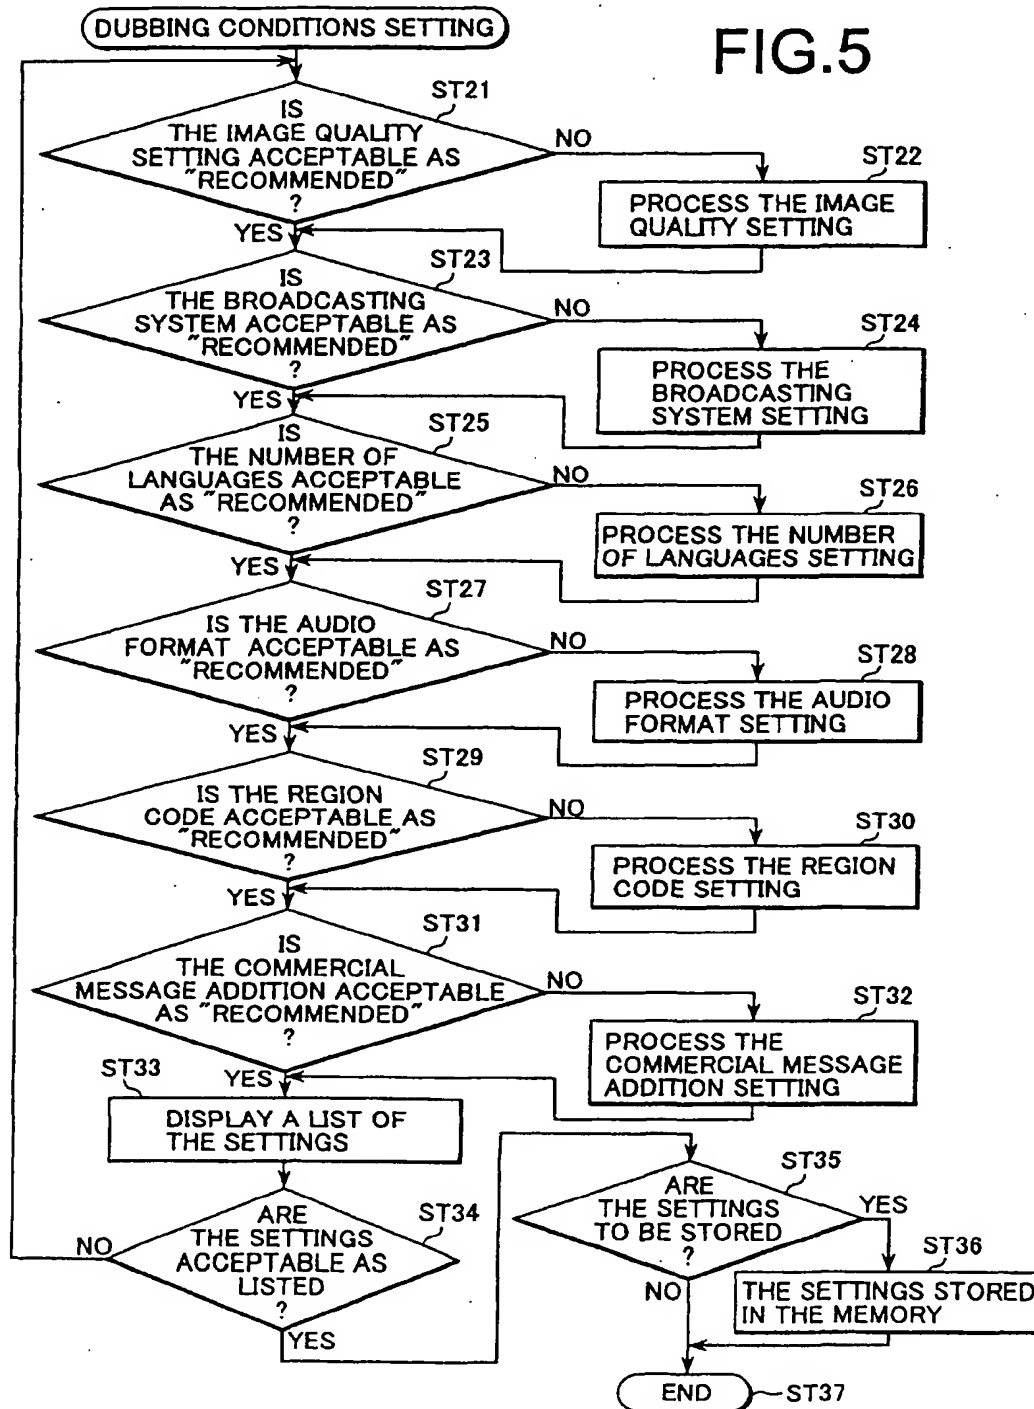 DUBBING CONDITIONS SETTING
FIG.5
ST21
IS
THE IMAGE QUALITY
SETTING ACCEPTABLE AS
"RECOMMENDED"
?
NO
YES
ST22
PROCESS THE IMAGE
QUALITY SETTING
ST23
IS
THE BROADCASTING
SYSTEM ACCEPTABLE AS
"RECOMMENDED"
?
NO
YES
ST24
PROCESS THE
BROADCASTING
SYSTEM SETTING
ST25
IS
THE NUMBER OF
LANGUAGES ACCEPTABLE
AS "RECOMMENDED"
?
NO
YES
ST26
PROCESS THE NUMBER
OF LANGUAGES SETTING
ST27
IS THE AUDIO
FORMAT ACCEPTABLE AS
"RECOMMENDED"
?
NO
YES
ST28
PROCESS THE AUDIO
FORMAT SETTING
ST29
IS THE REGION
CODE ACCEPTABLE AS
"RECOMMENDED"
?
NO
YES
ST30
PROCESS THE REGION
CODE SETTING
ST31
IS
THE COMMERCIAL
MESSAGE ADDITION ACCEPTABLE
AS "RECOMMENDED"
?
NO
YES
ST32
PROCESS THE
COMMERCIAL MESSAGE
ADDITION SETTING
ST33
DISPLAY A LIST OF
THE SETTINGS
ST34
ARE
THE SETTINGS
ACCEPTABLE AS
LISTED
?
NO
YES
ST35
ARE
THE SETTINGS
TO BE STORED
?
YES
NO
ST36
THE SETTINGS STORED
IN THE MEMORY
END
ST37